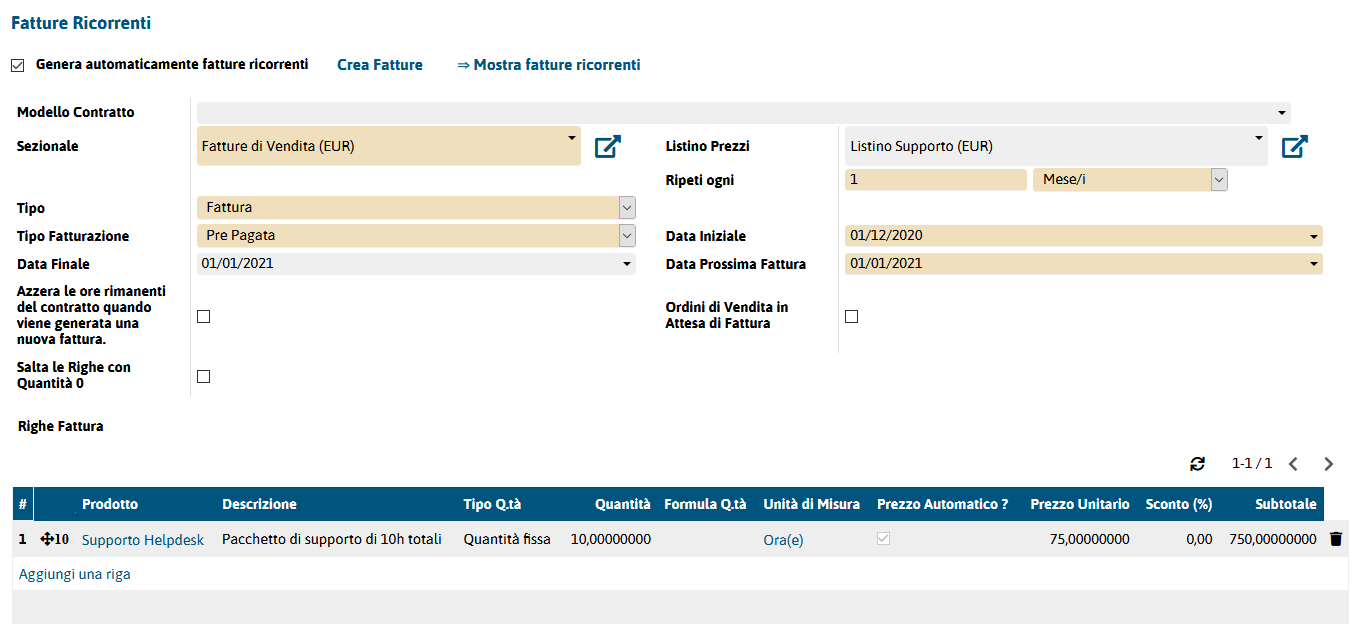 Fatture Ricorrenti
Genera automaticamente fatture ricorrenti Crea Fatture ⇒ Mostra fatture ricorrenti
Modello Contratto
Sezionale Fatture di Vendita (EUR) Listino Prezzi Listino Supporto (EUR)
Ripeti ogni 1 Mese/i
Tipo Fattura
Tipo Fatturazione Pre Pagata Data Iniziale 01/12/2020
Data Finale 01/01/2021 Data Prossima Fattura 01/01/2021
Azzera le ore rimanenti
del contratto quando
viene generata una
nuova fattura.
Ordini di Vendita in
Attesa di Fattura
Salta le Righe con
Quantità 0
Righe Fattura
1-1 / 1
# Prodotto Descrizione Tipo Q.tà Quantità Formula Q.tà Unità di Misura Prezzo Automatico ? Prezzo Unitario Sconto (%) Subtotale
1 10 Supporto Helpdesk Pacchetto di supporto di 10h totali Quantità fissa 10,00000000 Ora(e) 75,00000000 0,00 750,00000000
Aggiungi una riga